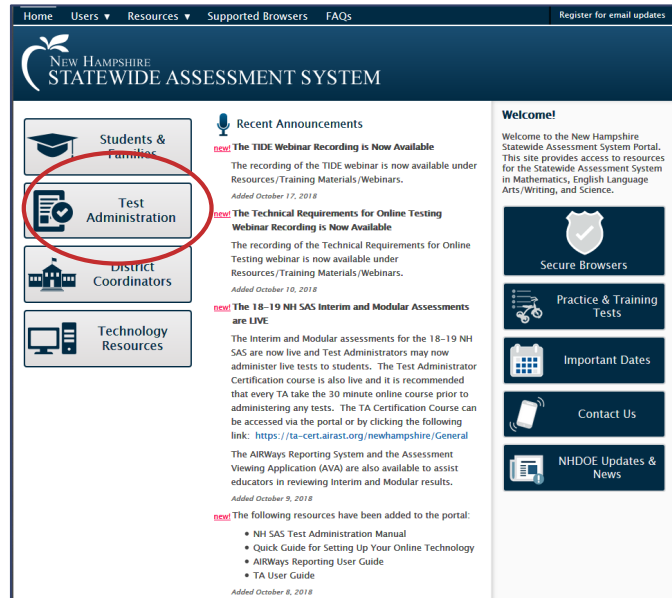 Home Users ▼ Resources ▼ Supported Browsers FAQs Register for email updates
NEW HAMPSHIRE
STATEWIDE ASSESSMENT SYSTEM
Students &
Families
Test
Administration
District
Coordinators
Technology
Resources
Recent Announcements
new! The TIDE Webinar Recording is Now Available
The recording of the TIDE webinar is now available under
Resources/Training Materials/Webinars.
Added October 17, 2018
new! The Technical Requirements for Online Testing
Webinar Recording is Now Available
The recording of the Technical Requirements for Online
Testing webinar is now available under
Resources/Training Materials/Webinars.
Added October 10, 2018
new! The 18-19 NH SAS Interim and Modular Assessments
are LIVE
The Interim and Modular assessments for the 18-19 NH
SAS are now live and Test Administrators may now
administer live tests to students. The Test Administrator
Certification course is also live and it is recommended
that every TA take the 30 minute online course prior to
administering any tests. The TA Certification Course can
be accessed via the portal or by clicking the following
link: https://ta-cert.airast.org/newhampshire/General
The AIRWays Reporting System and the Assessment
Viewing Application (AVA) are also available to assist
educators in reviewing Interim and Modular results.
Added October 9, 2018
new! The following resources have been added to the portal:
• NH SAS Test Administration Manual
• Quick Guide for Setting Up Your Online Technology
• AIRWays Reporting User Guide
• TA User Guide
Added October 8, 2018
Welcome!
Welcome to the New Hampshire
Statewide Assessment System Portal.
This site provides access to resources
for the Statewide Assessment System
in Mathematics, English Language
Arts/Writing, and Science.
Secure Browsers
Practice & Training
Tests
Important Dates
Contact Us
NHDOE Updates &
News